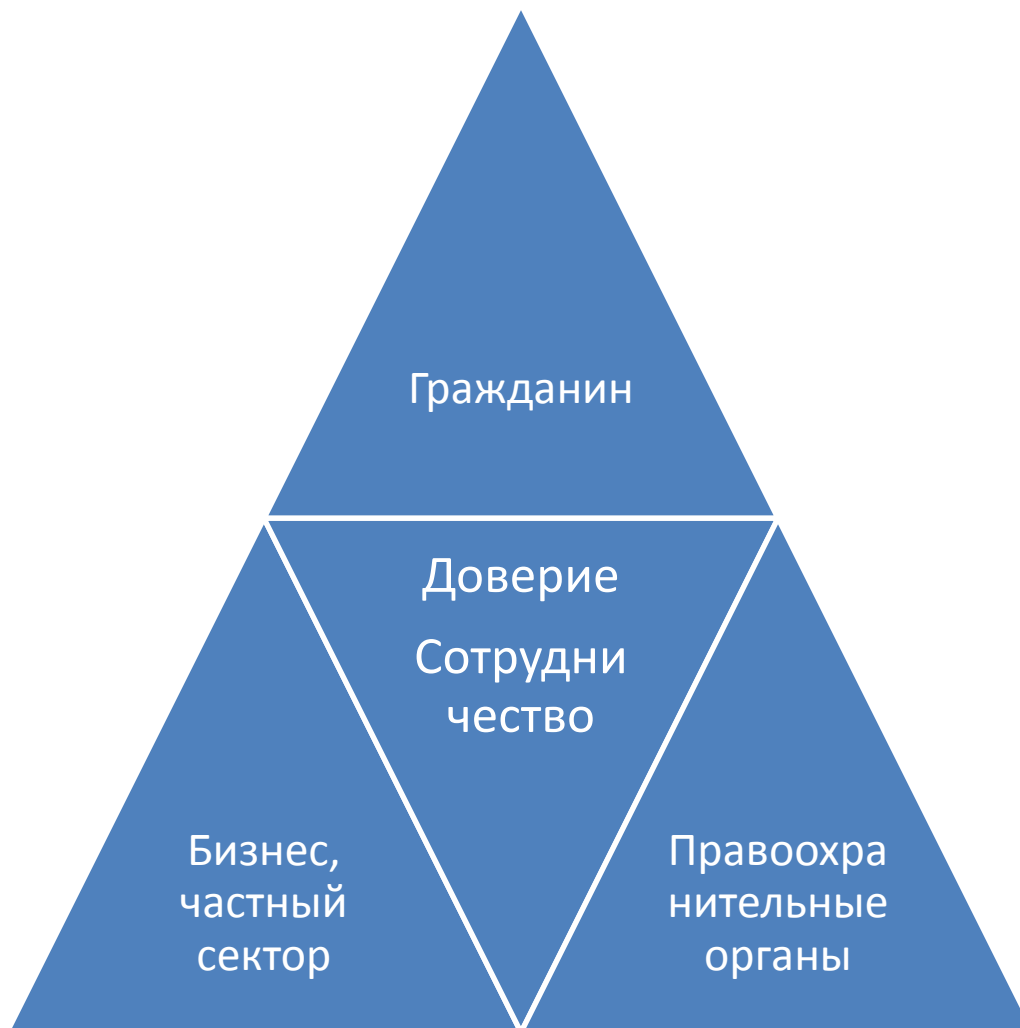 Гражданин
Доверие
Сотрудни
чество
Бизнес,
частный
сектор
Правоохра
нительные
органы